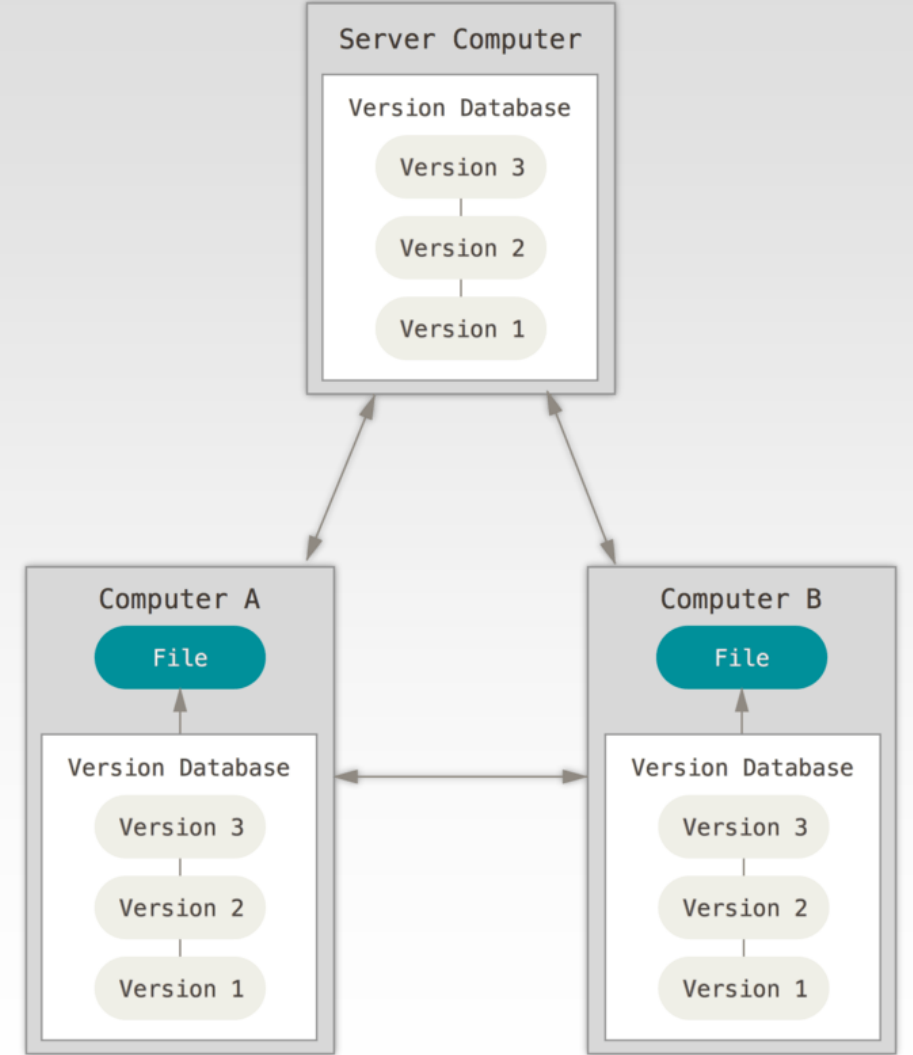 Server Computer
Version Database
Version 3
Version 2
Version 1
Computer A
File
Version Database
Version 3
Version 2
Version 1
Computer B
File
Version Database
Version 3
Version 2
Version 1